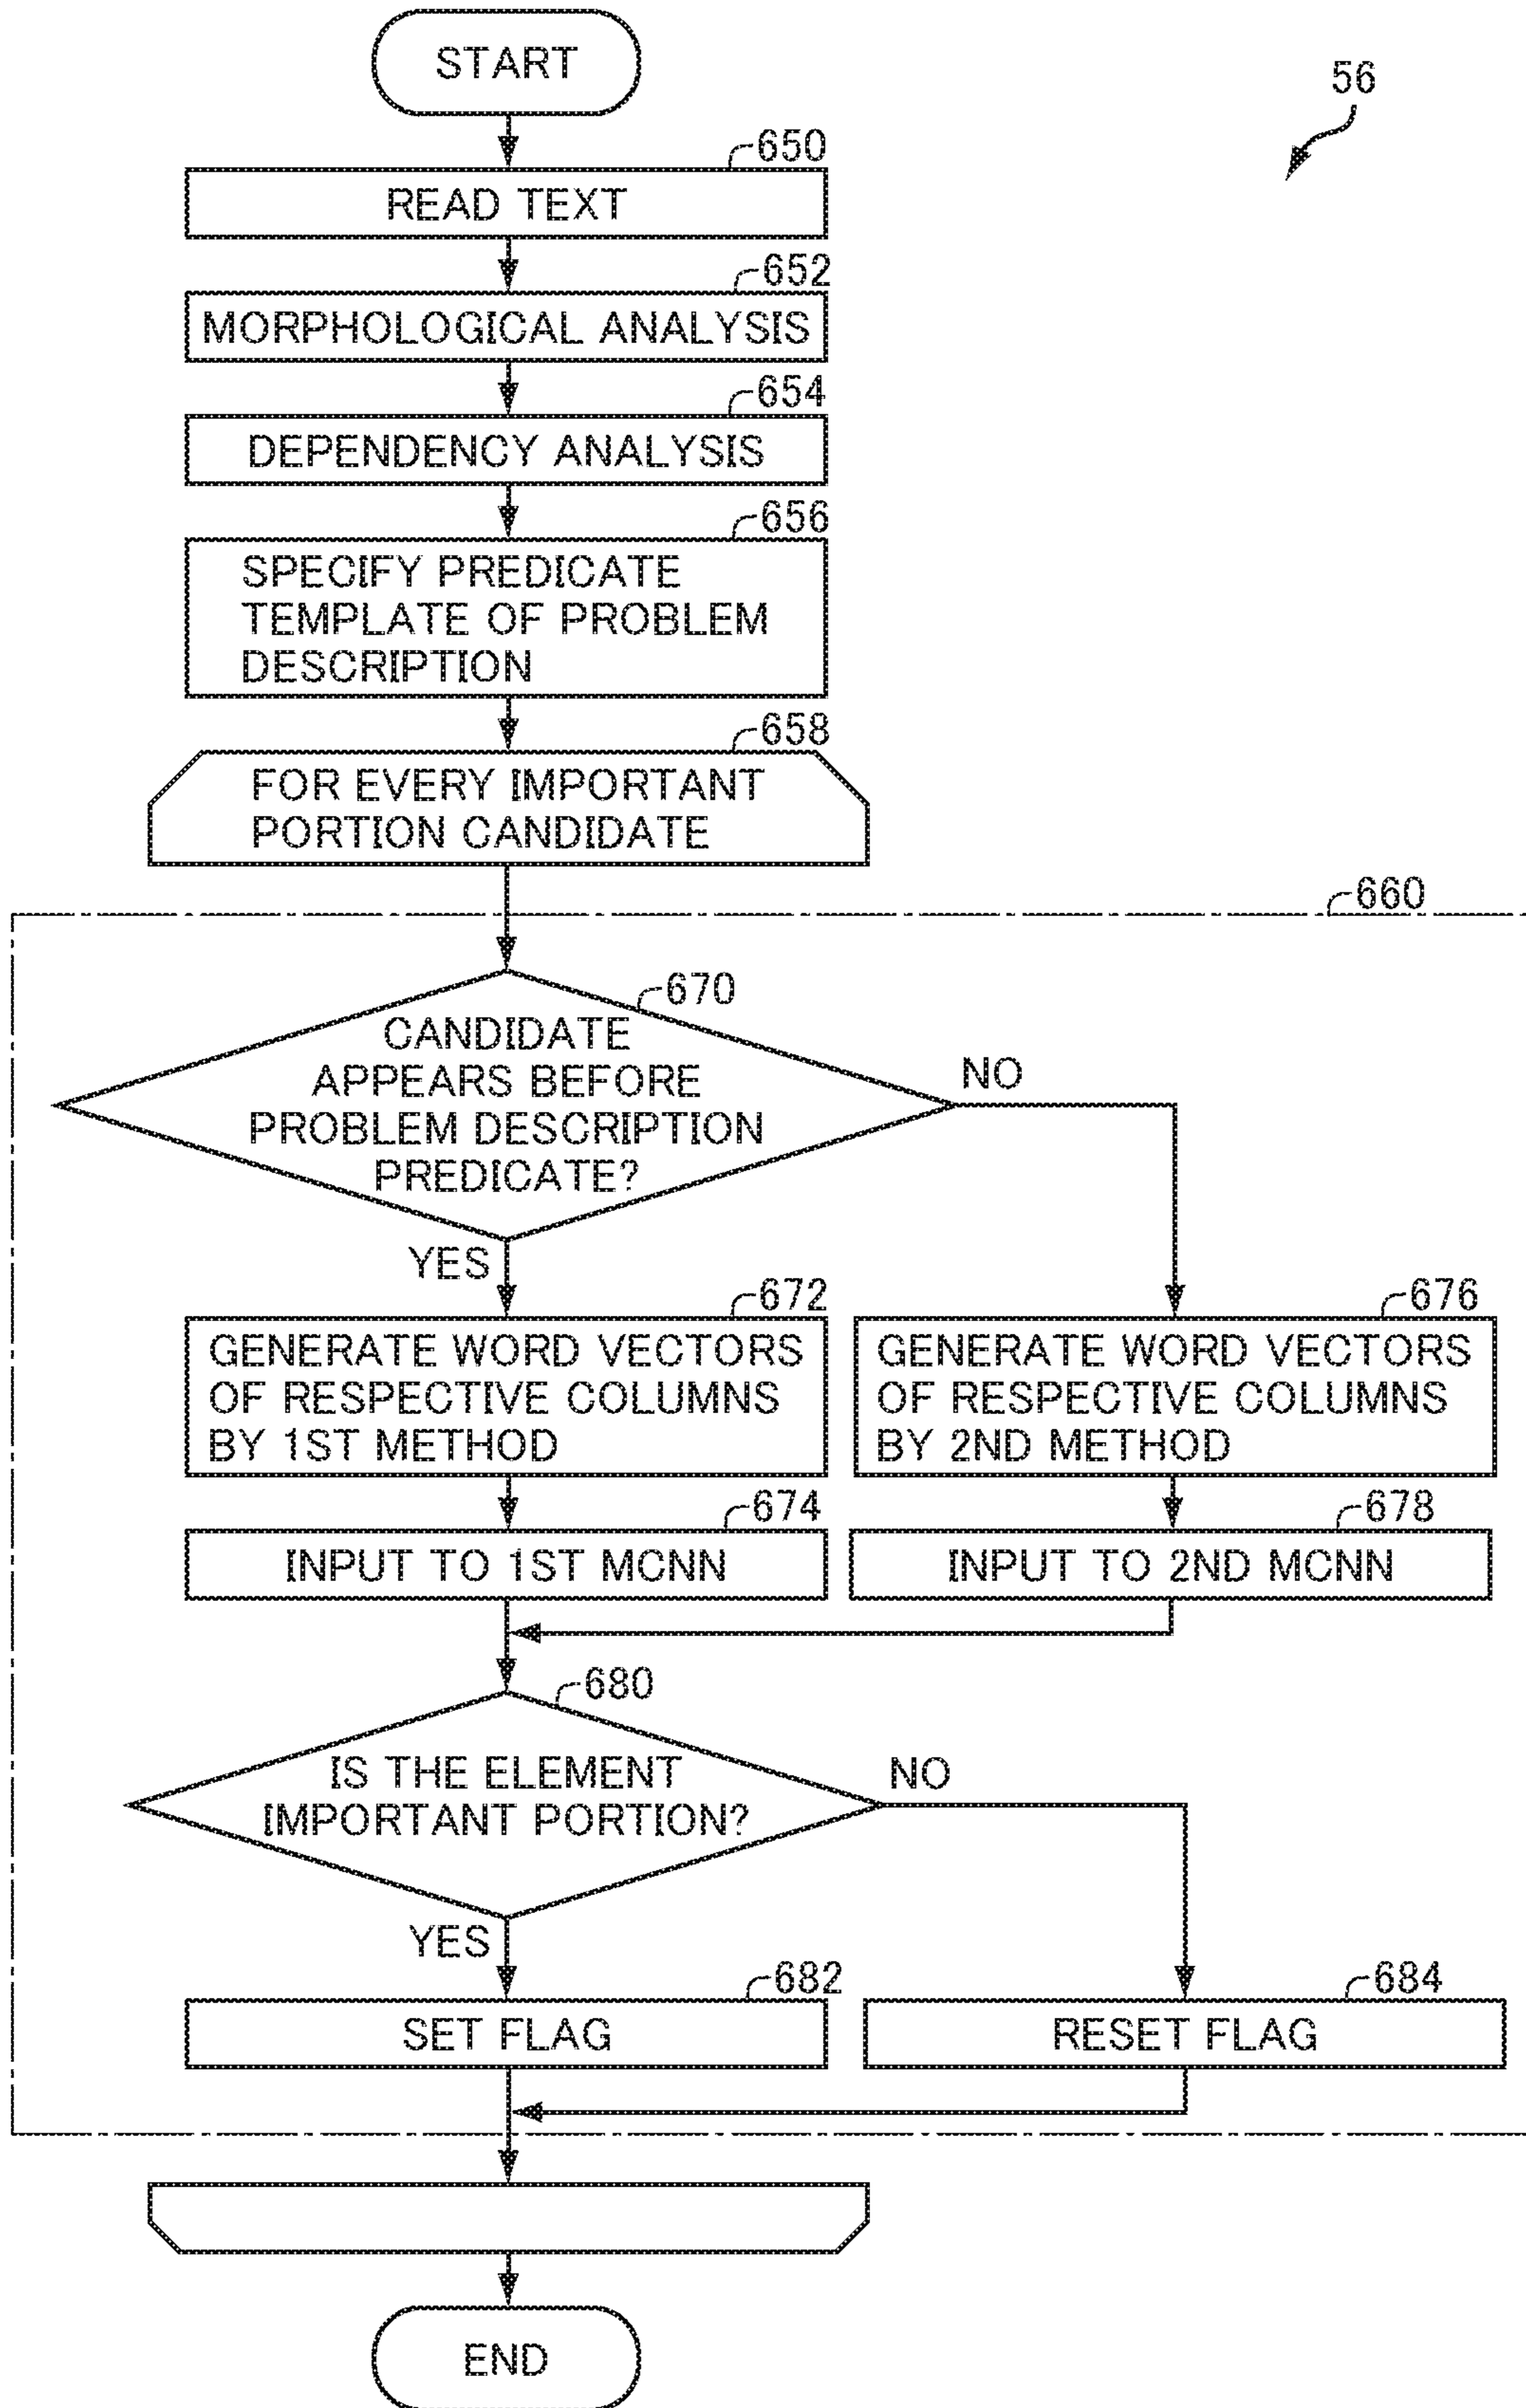 START
56
650
READ TEXT
652
MORPHOLOGICAL ANALYSIS
654
DEPENDENCY ANALYSIS
656
SPECIFY PREDICATE
TEMPLATE OF PROBLEM
DESCRIPTION
658
FOR EVERY IMPORTANT
PORTION CANDIDATE
660
670
CANDIDATE
APPEARS BEFORE
PROBLEM DESCRIPTION
PREDICATE?
NO
YES
672
GENERATE WORD VECTORS
OF RESPECTIVE COLUMNS
BY 1ST METHOD
676
GENERATE WORD VECTORS
OF RESPECTIVE COLUMNS
BY 2ND METHOD
674
INPUT TO 1ST MCNN
678
INPUT TO 2ND MCNN
680
IS THE ELEMENT
IMPORTANT PORTION?
NO
YES
682
SET FLAG
684
RESET FLAG
END